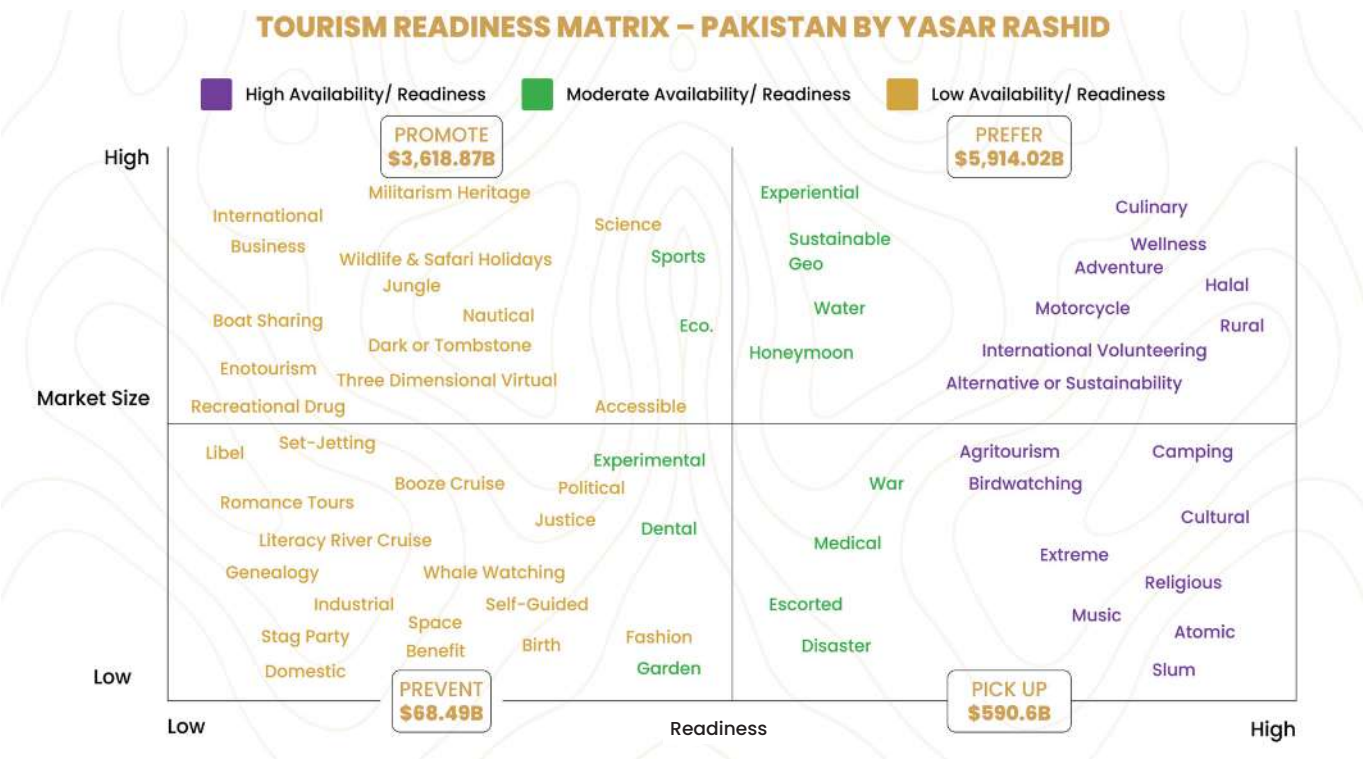 TOURISM READINESS MATRIX – PAKISTAN BY YASAR RASHID
High Availability/ Readiness
Moderate Availability/ Readiness
Low Availability/ Readiness
High
Market Size
Low
PROMOTE
$3,618.87B
Militarism Heritage
International
Science
Business
Wildlife & Safari Holidays
Sports
Jungle
Boat Sharing
Nautical
Eco.
Dark or Tombstone
Enotourism
Three Dimensional Virtual
Recreational Drug
Accessible
PREFER
$5,914.02B
Experiential
Culinary
Sustainable
Wellness
Geo
Adventure
Halal
Water
Motorcycle
Rural
Honeymoon
International Volunteering
Alternative or Sustainability
Libel
Set-Jetting
Experimental
Booze Cruise
Political
Romance Tours
Justice
Dental
Literacy River Cruise
Genealogy
Whale Watching
Industrial
Self-Guided
Space
Stag Party
Benefit
Birth
Fashion
Domestic
Garden
PREVENT
$68.49B
Agritourism
Camping
War
Birdwatching
Cultural
Medical
Extreme
Religious
Escorted
Music
Atomic
Disaster
Slum
PICK UP
$590.6B
Low
Readiness
High